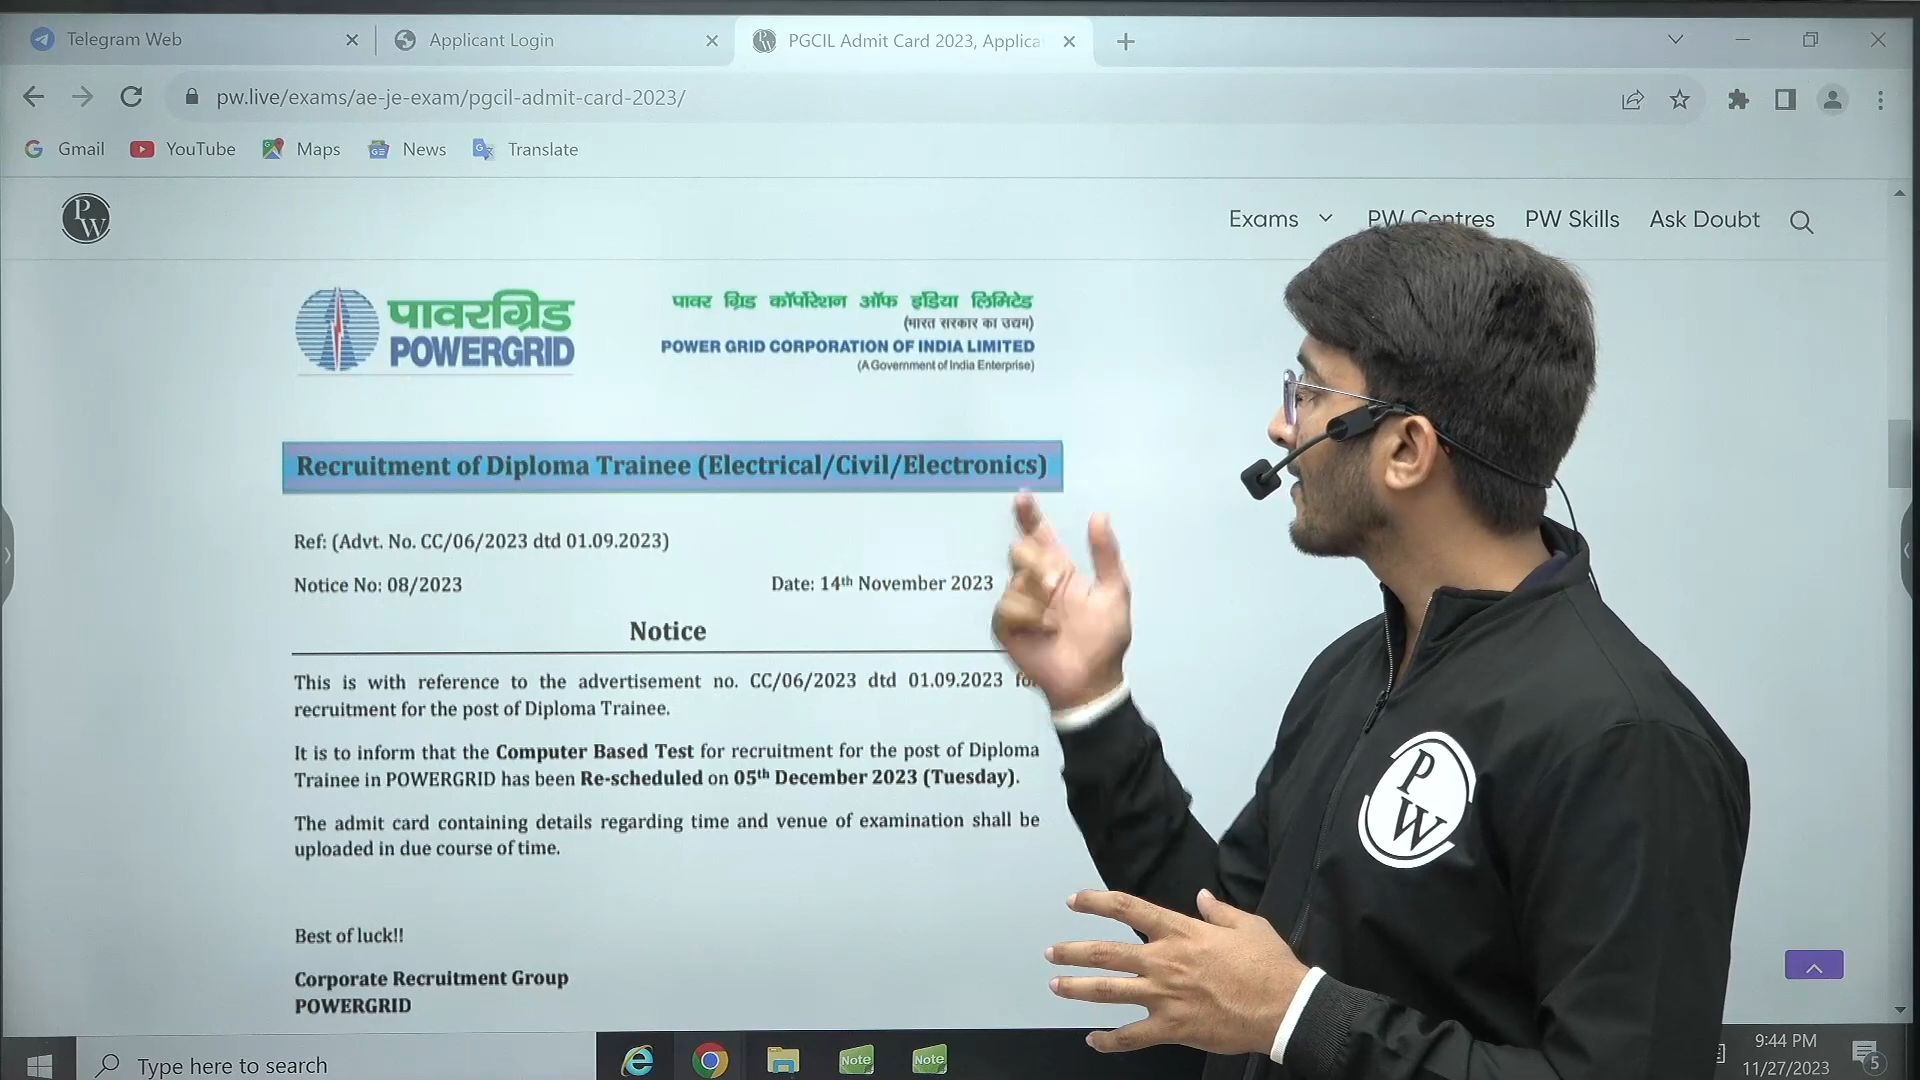 Telegram Web
Applicant Login
PGCIL Admit Card 2023, Applica
pw.live/exams/ae-je-exam/pgcil-admit-card-2023/
Gmail
YouTube
Maps
News
Translate
PW
Exams
PW Centres
PW Skills
Ask Doubt
पावरग्रिड
POWERGRID
पावर ग्रिड कॉर्पोरेशन ऑफ इंडिया लिमिटेड
(भारत सरकार का उद्यम)
POWER GRID CORPORATION OF INDIA LIMITED
(A Government of India Enterprise)
Recruitment of Diploma Trainee (Electrical/Civil/Electronics)
Ref: (Advt. No. CC/06/2023 dtd 01.09.2023)
Notice No: 08/2023
Date: 14th November 2023
Notice
This is with reference to the advertisement no. CC/06/2023 dtd 01.09.2023 for
recruitment for the post of Diploma Trainee.
It is to inform that the Computer Based Test for recruitment for the post of Diploma
Trainee in POWERGRID has been Re-scheduled on 05th December 2023 (Tuesday).
The admit card containing details regarding time and venue of examination shall be
uploaded in due course of time.
Best of luck!!
Corporate Recruitment Group
POWERGRID
PW
Type here to search
Note
Note
9:44 PM
11/27/2023
5